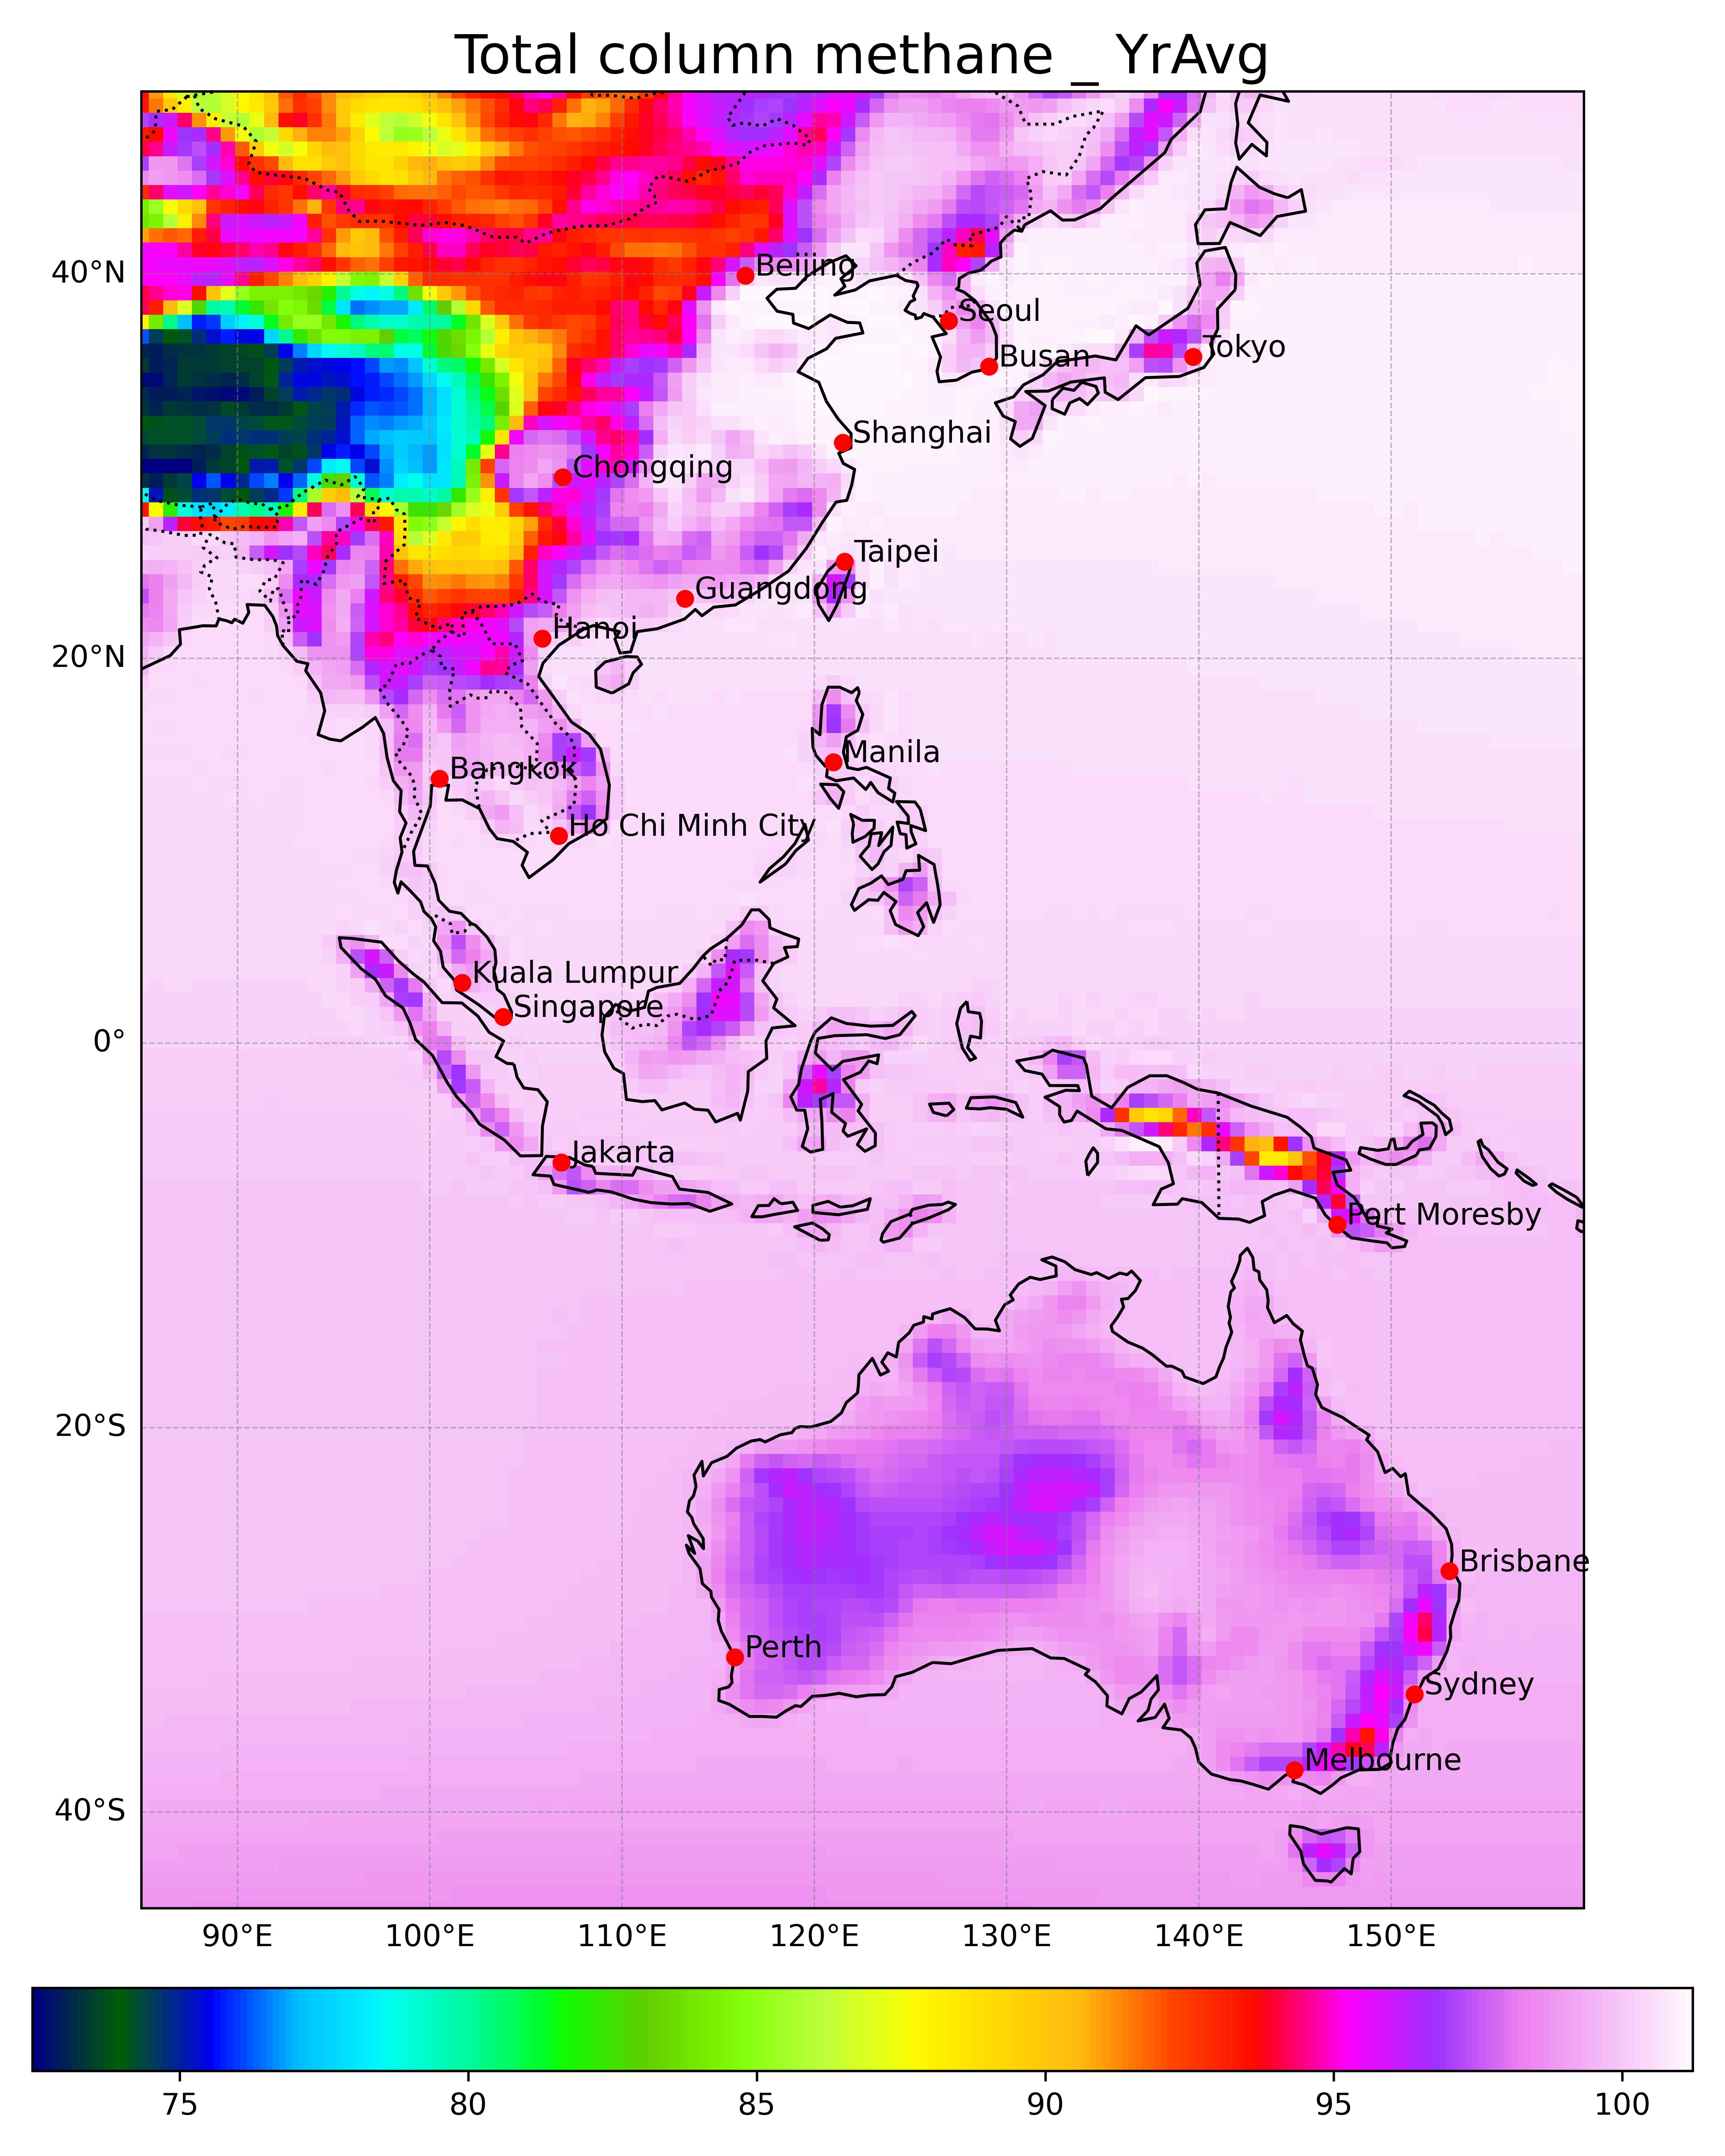 Total column methane _ YrAvg
40°N
20°N
0°
20°S
40°S
Beijing
Seoul
Busan
Tokyo
Shanghai
Chongqing
Taipei
Guangdong
Hanoi
Manila
Bangkok
Ho Chi Minh City
Kuala Lumpur
Singapore
Jakarta
Port Moresby
Brisbane
Perth
Sydney
Melbourne
90°E 100°E 110°E 120°E 130°E 140°E 150°E
75 80 85 90 95 100